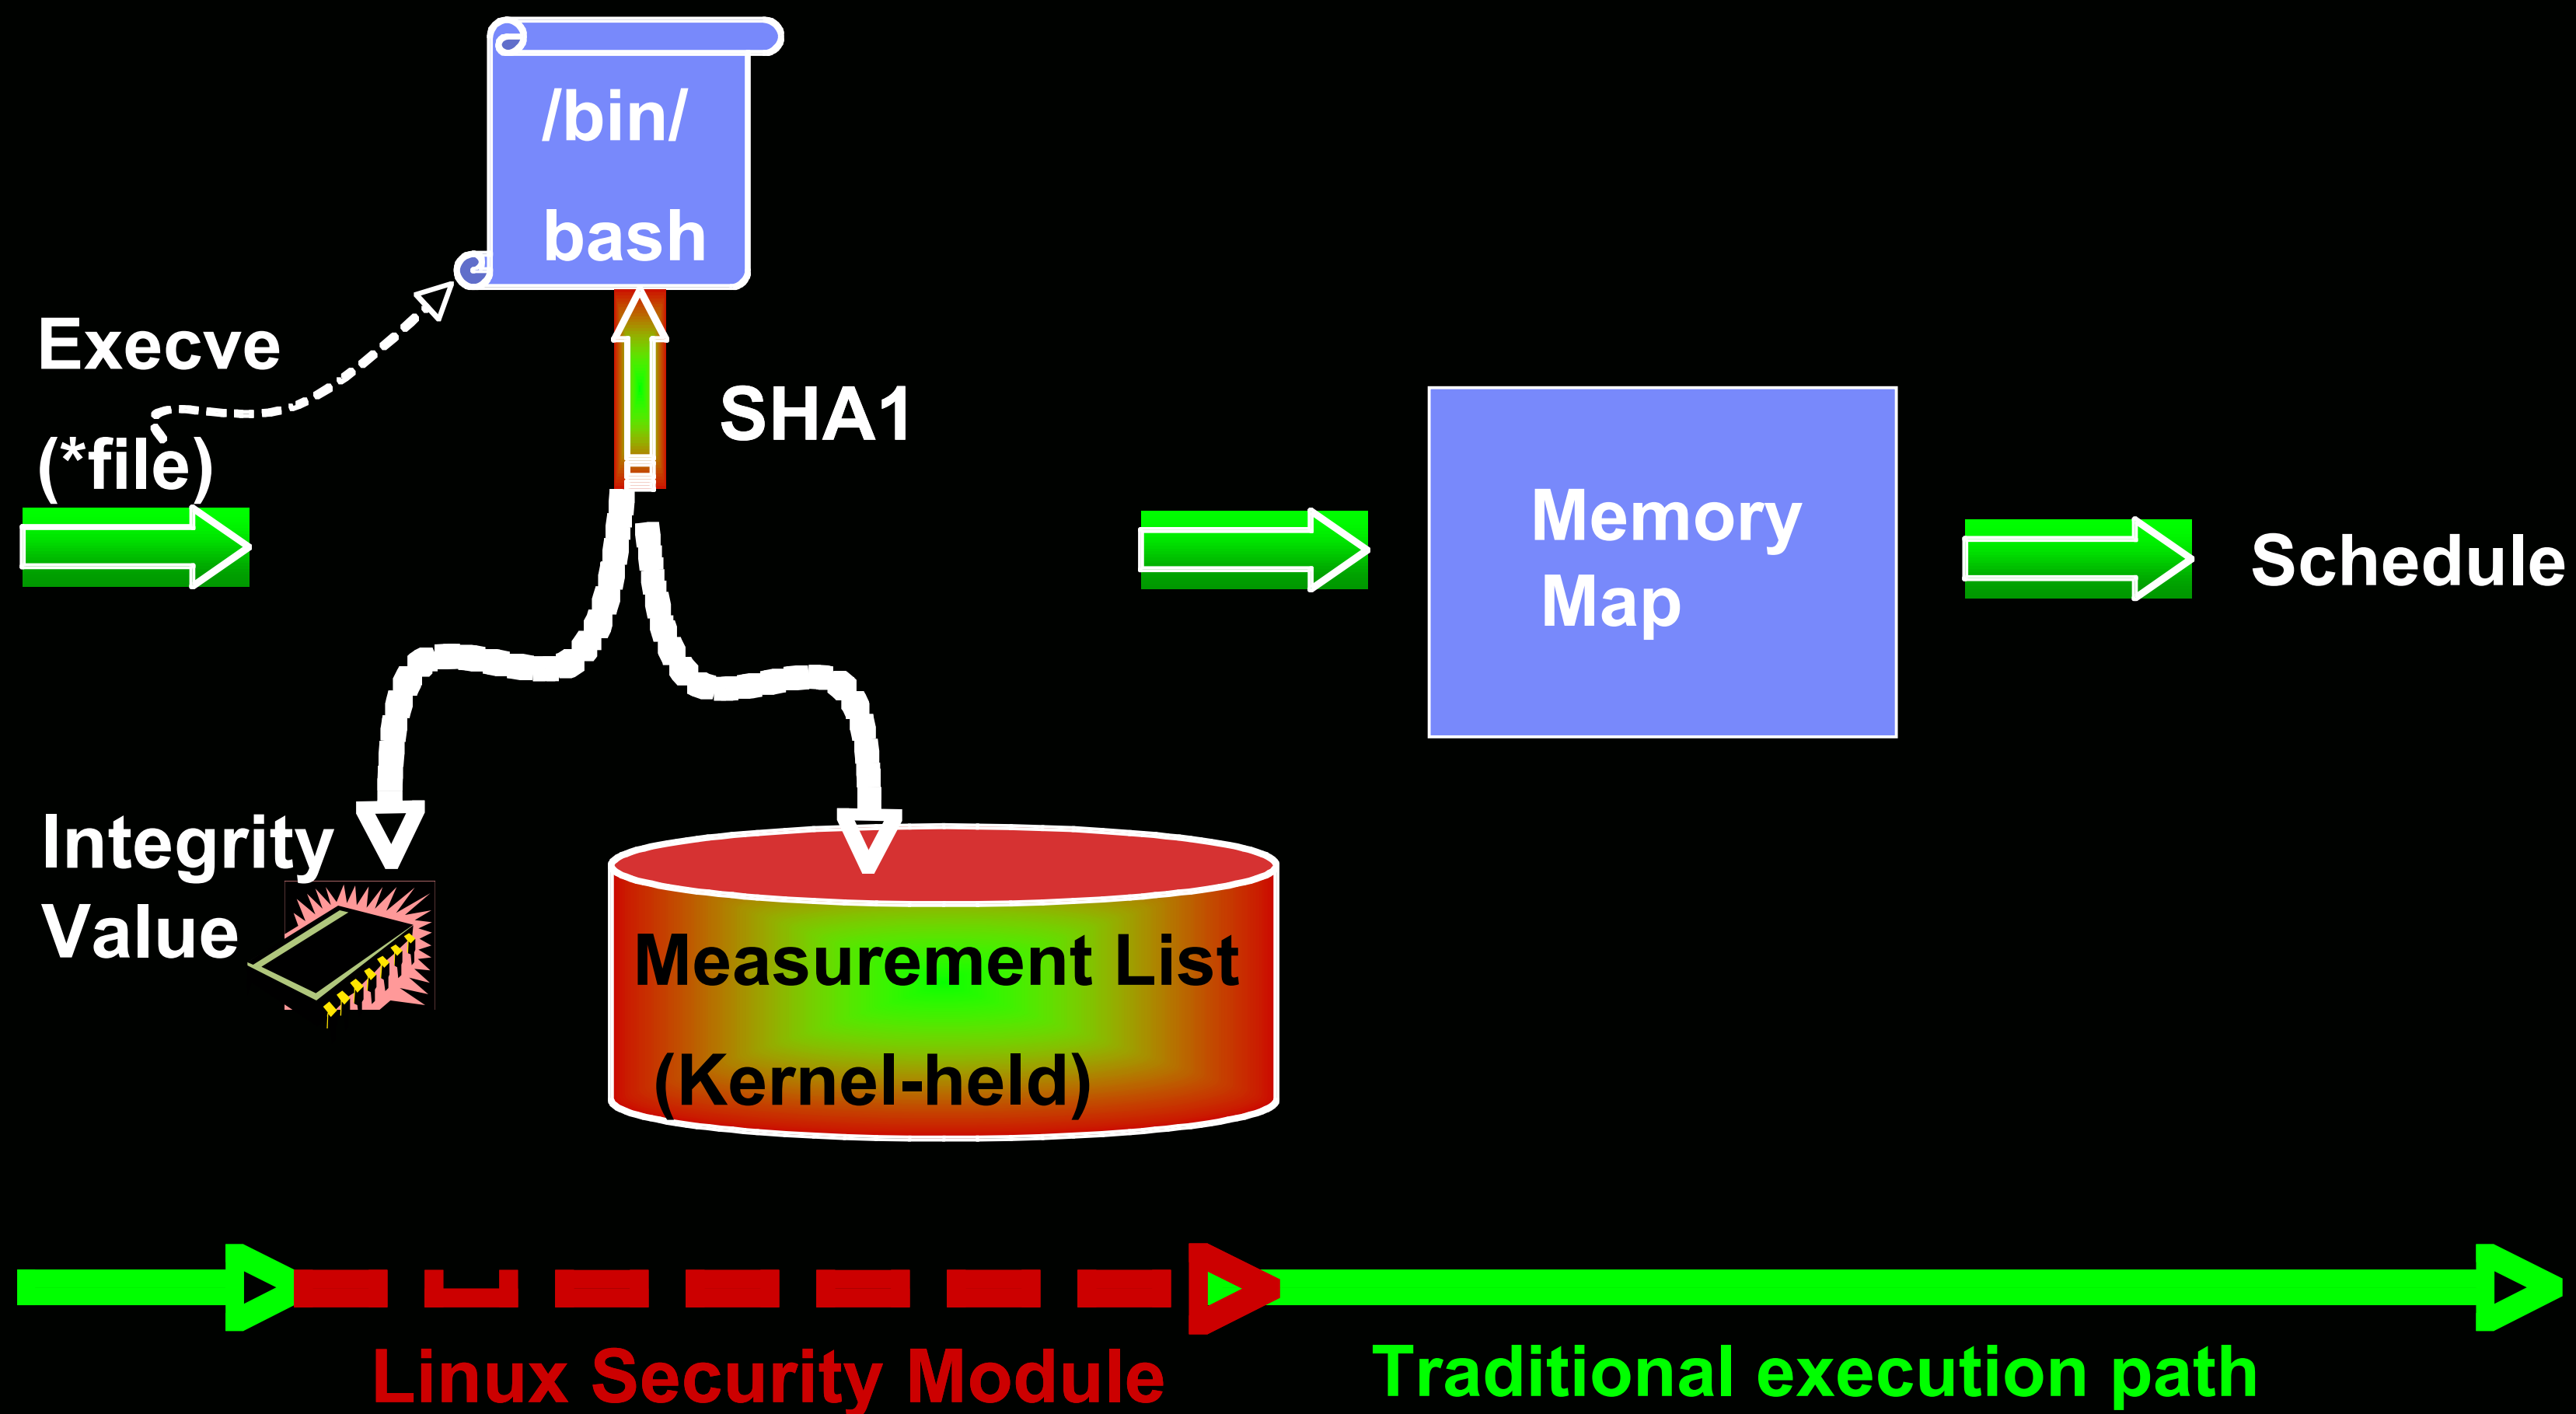 /bin/
bash
Execve
(*file)
SHA1
Memory
Map
Schedule
Integrity
Value
Measurement List
(Kernel-held)
Linux Security Module
Traditional execution path